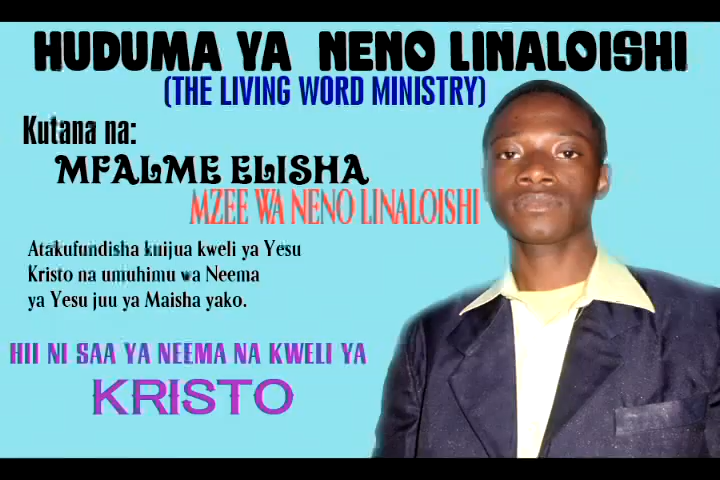 HUDUMA YA NENO LINALOISHI
(THE LIVING WORD MINISTRY)
Kutana na:
MFALME ELISHA
MZEE WA NENO LINALOISHI
Atakufundisha kuijua kweli ya Yesu
Kristo na umuhimu wa Neema
ya Yesu juu ya Maisha yako.
HII NI SAA YA NEEMA NA KWELI YA
KRISTO